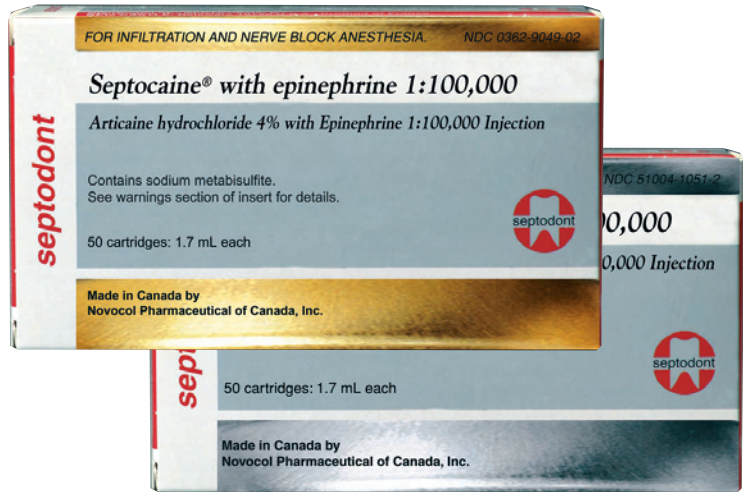 FOR INFILTRATION AND NERVE BLOCK ANESTHESIA. NDC 0362-9049-02
Septocaine® with epinephrine 1:100,000
Articaine hydrochloride 4% with Epinephrine 1:100,000 Injection
septodont
Contains sodium metabisulfite.
See warnings section of insert for details.
septodont
50 cartridges: 1.7 mL each
Made in Canada by
Novocol Pharmaceutical of Canada, Inc.
NDC 51004-1051-2
00,000
0,000 Injection
septodont
sept
50 cartridges: 1.7 mL each
Made in Canada by
Novocol Pharmaceutical of Canada, Inc.